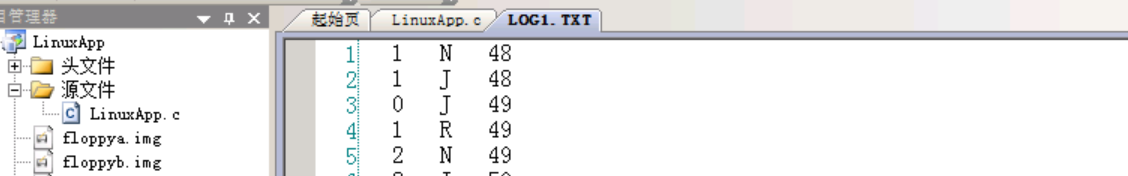 管理器
起始页 LinuxApp.c LOG1.TXT
LinuxApp
头文件
源文件
LinuxApp.c
floppya.img
floppyb.img
1 1 N 48
2 1 J 48
3 0 J 49
4 1 R 49
5 2 N 49